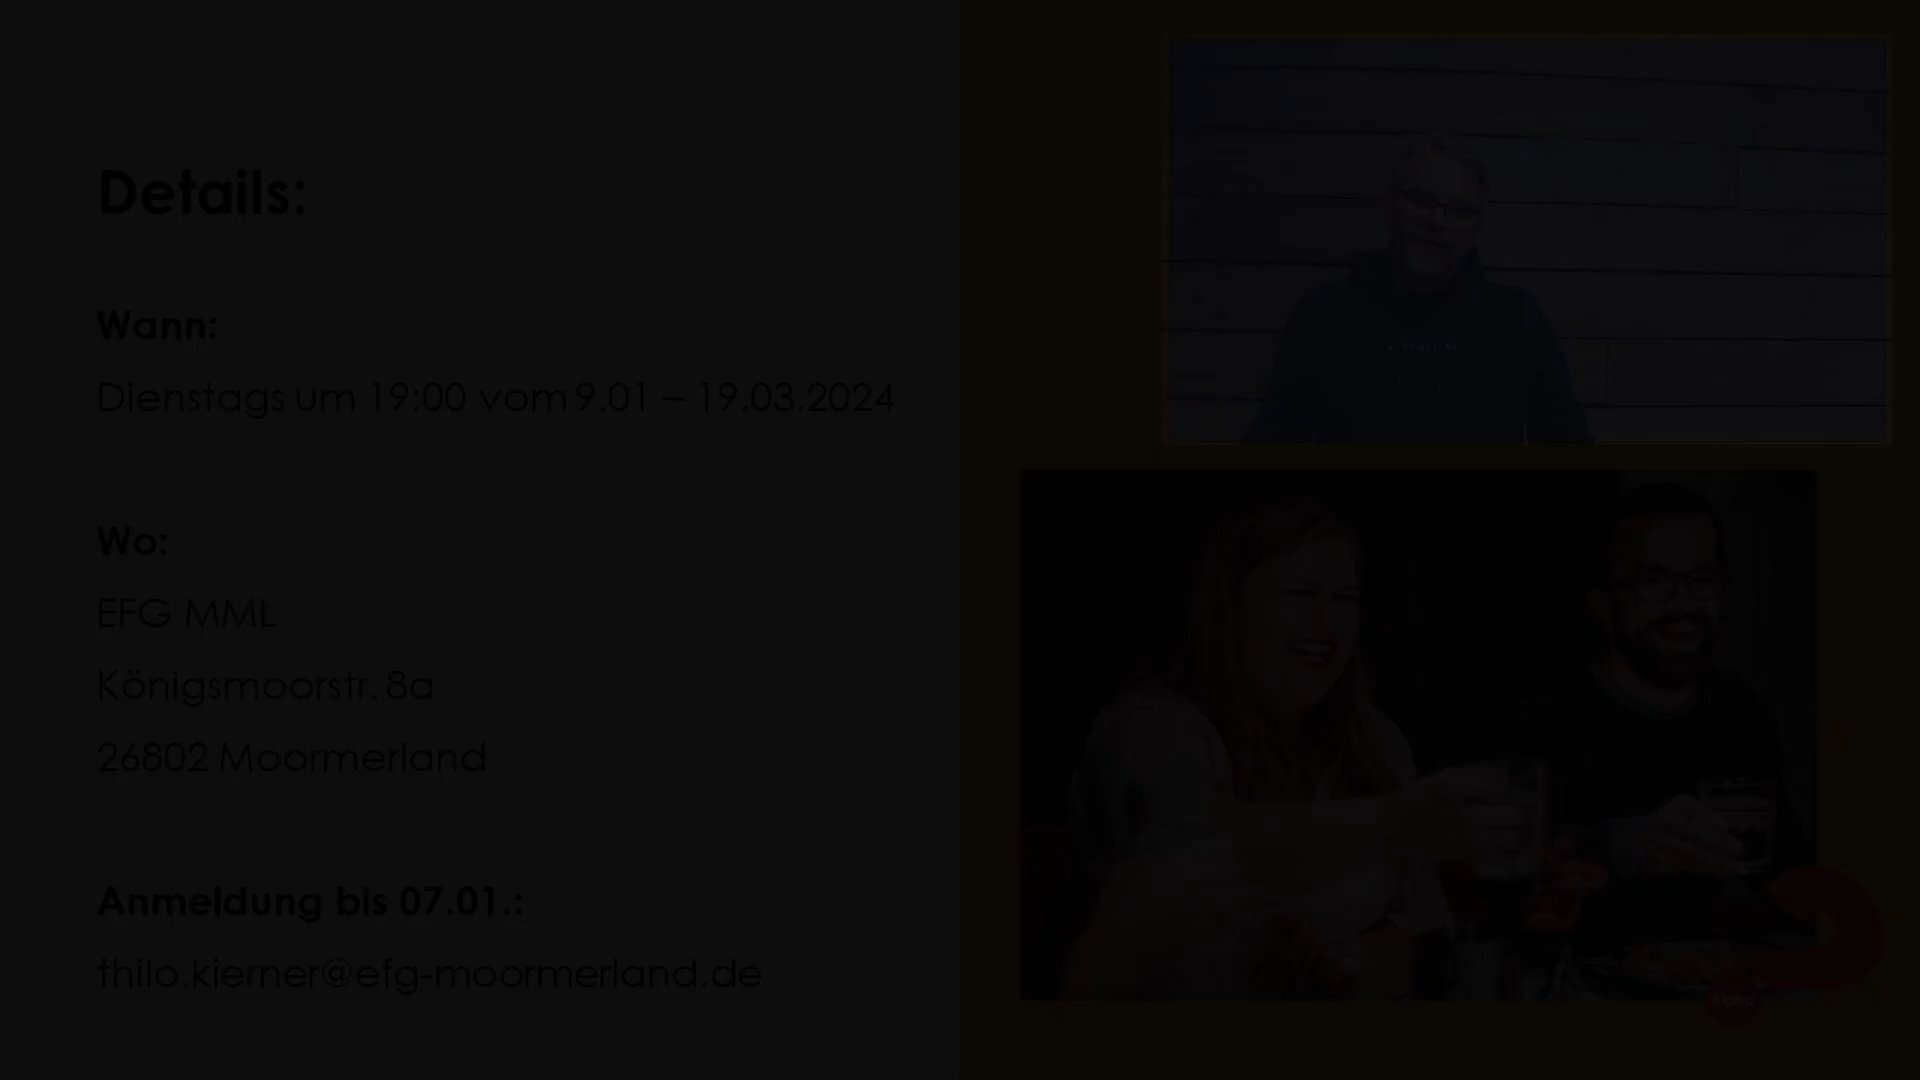 Details:
Wann:
Dienstags um 19:00 vom 9.01 – 19.03.2024
Wo:
EFG MML
Königsmoorstr. 8a
26802 Moormerland
Anmeldung bis 07.01.:
thilo.kierner@efg-moormerland.de